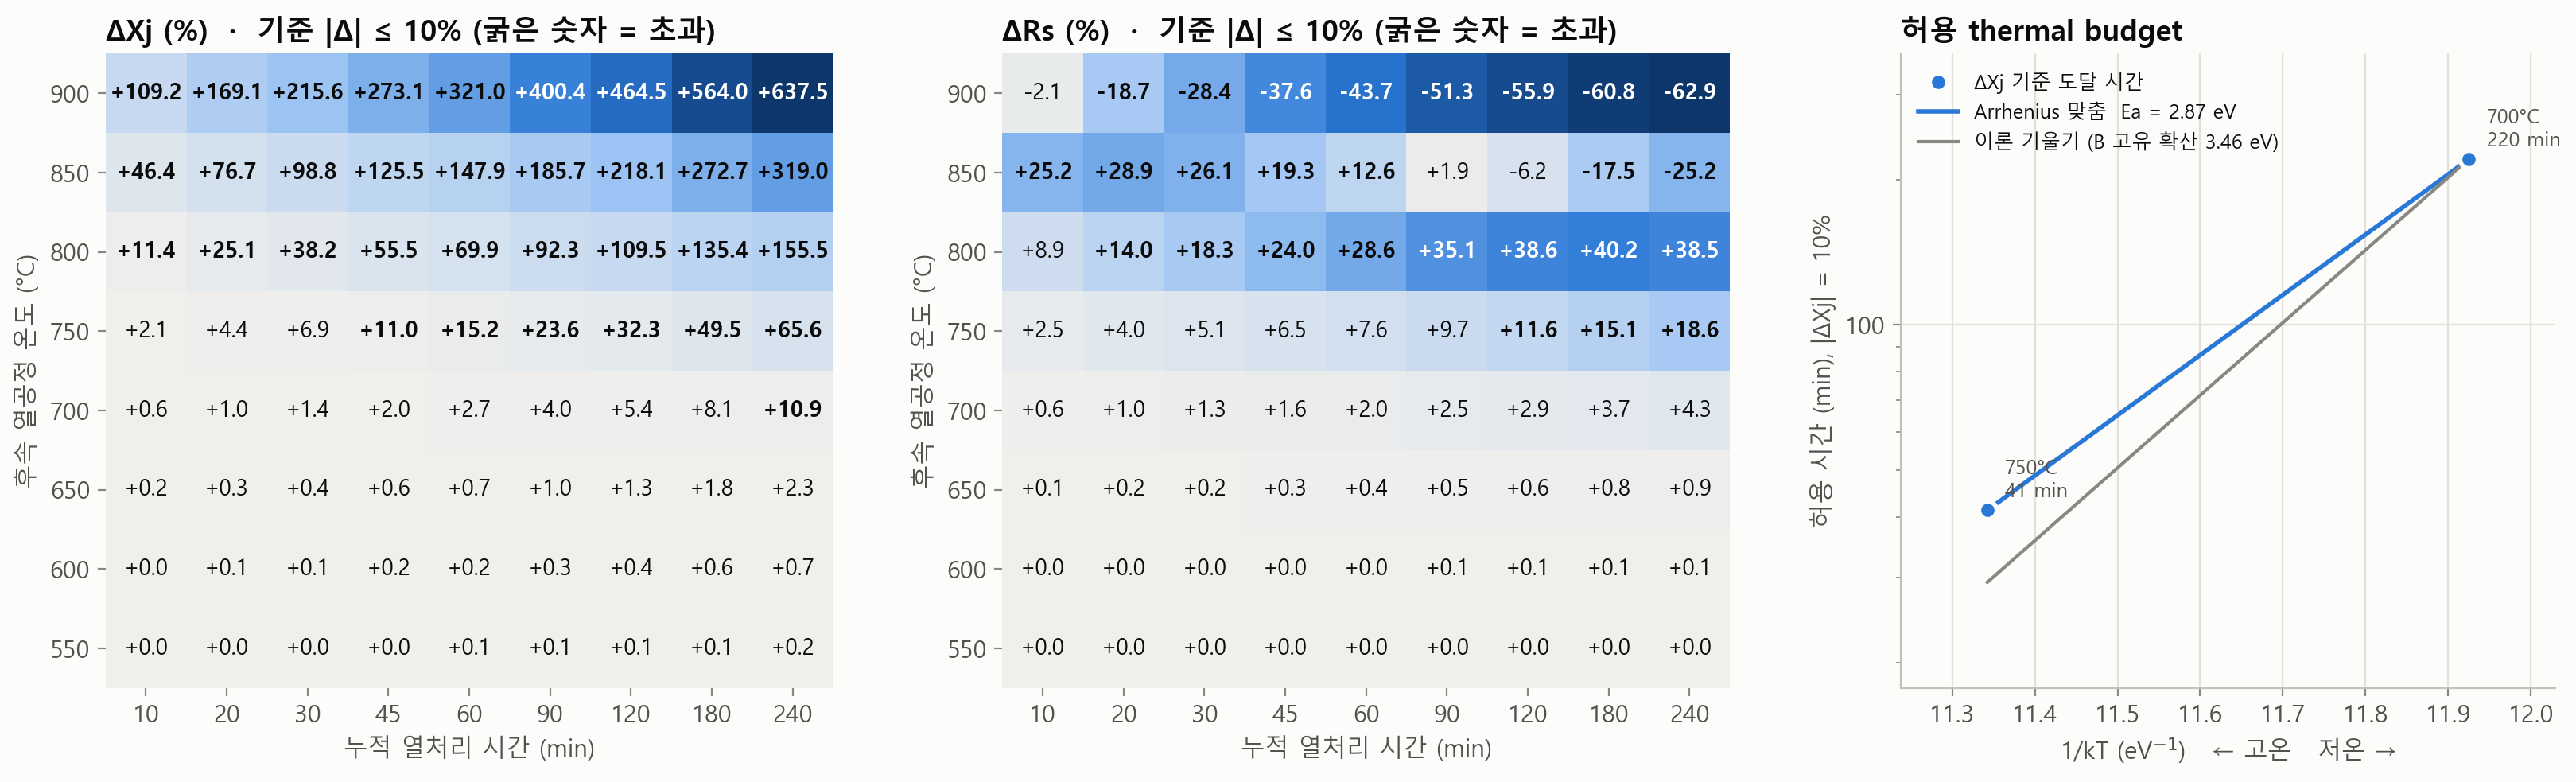 ΔXj (%) · 기준 |Δ| ≤ 10% (굵은 숫자 = 초과)
후속 열공정 온도 (°C)
900 +109.2 +169.1 +215.6 +273.1 +321.0 +400.4 +464.5 +564.0 +637.5
850 +46.4 +76.7 +98.8 +125.5 +147.9 +185.7 +218.1 +272.7 +319.0
800 +11.4 +25.1 +38.2 +55.5 +69.9 +92.3 +109.5 +135.4 +155.5
750 +2.1 +4.4 +6.9 +11.0 +15.2 +23.6 +32.3 +49.5 +65.6
700 +0.6 +1.0 +1.4 +2.0 +2.7 +4.0 +5.4 +8.1 +10.9
650 +0.2 +0.3 +0.4 +0.6 +0.7 +1.0 +1.3 +1.8 +2.3
600 +0.0 +0.1 +0.1 +0.2 +0.2 +0.3 +0.4 +0.6 +0.7
550 +0.0 +0.0 +0.0 +0.0 +0.1 +0.1 +0.1 +0.1 +0.2
10 20 30 45 60 90 120 180 240
누적 열처리 시간 (min)
ΔRs (%) · 기준 |Δ| ≤ 10% (굵은 숫자 = 초과)
후속 열공정 온도 (°C)
900 -2.1 -18.7 -28.4 -37.6 -43.7 -51.3 -55.9 -60.8 -62.9
850 +25.2 +28.9 +26.1 +19.3 +12.6 +1.9 -6.2 -17.5 -25.2
800 +8.9 +14.0 +18.3 +24.0 +28.6 +35.1 +38.6 +40.2 +38.5
750 +2.5 +4.0 +5.1 +6.5 +7.6 +9.7 +11.6 +15.1 +18.6
700 +0.6 +1.0 +1.3 +1.6 +2.0 +2.5 +2.9 +3.7 +4.3
650 +0.1 +0.2 +0.2 +0.3 +0.4 +0.5 +0.6 +0.8 +0.9
600 +0.0 +0.0 +0.0 +0.0 +0.0 +0.1 +0.1 +0.1 +0.1
550 +0.0 +0.0 +0.0 +0.0 +0.0 +0.0 +0.0 +0.0 +0.0
10 20 30 45 60 90 120 180 240
누적 열처리 시간 (min)
허용 thermal budget
ΔXj 기준 도달 시간
Arrhenius 맞춤 Ea = 2.87 eV
이론 기울기 (B 고유 확산 3.46 eV)
700°C
220 min
허용 시간 (min), |ΔXj| = 10%
100
750°C
41 min
11.3 11.4 11.5 11.6 11.7 11.8 11.9 12.0
1/kT (eV⁻¹) ← 고온 저온 →